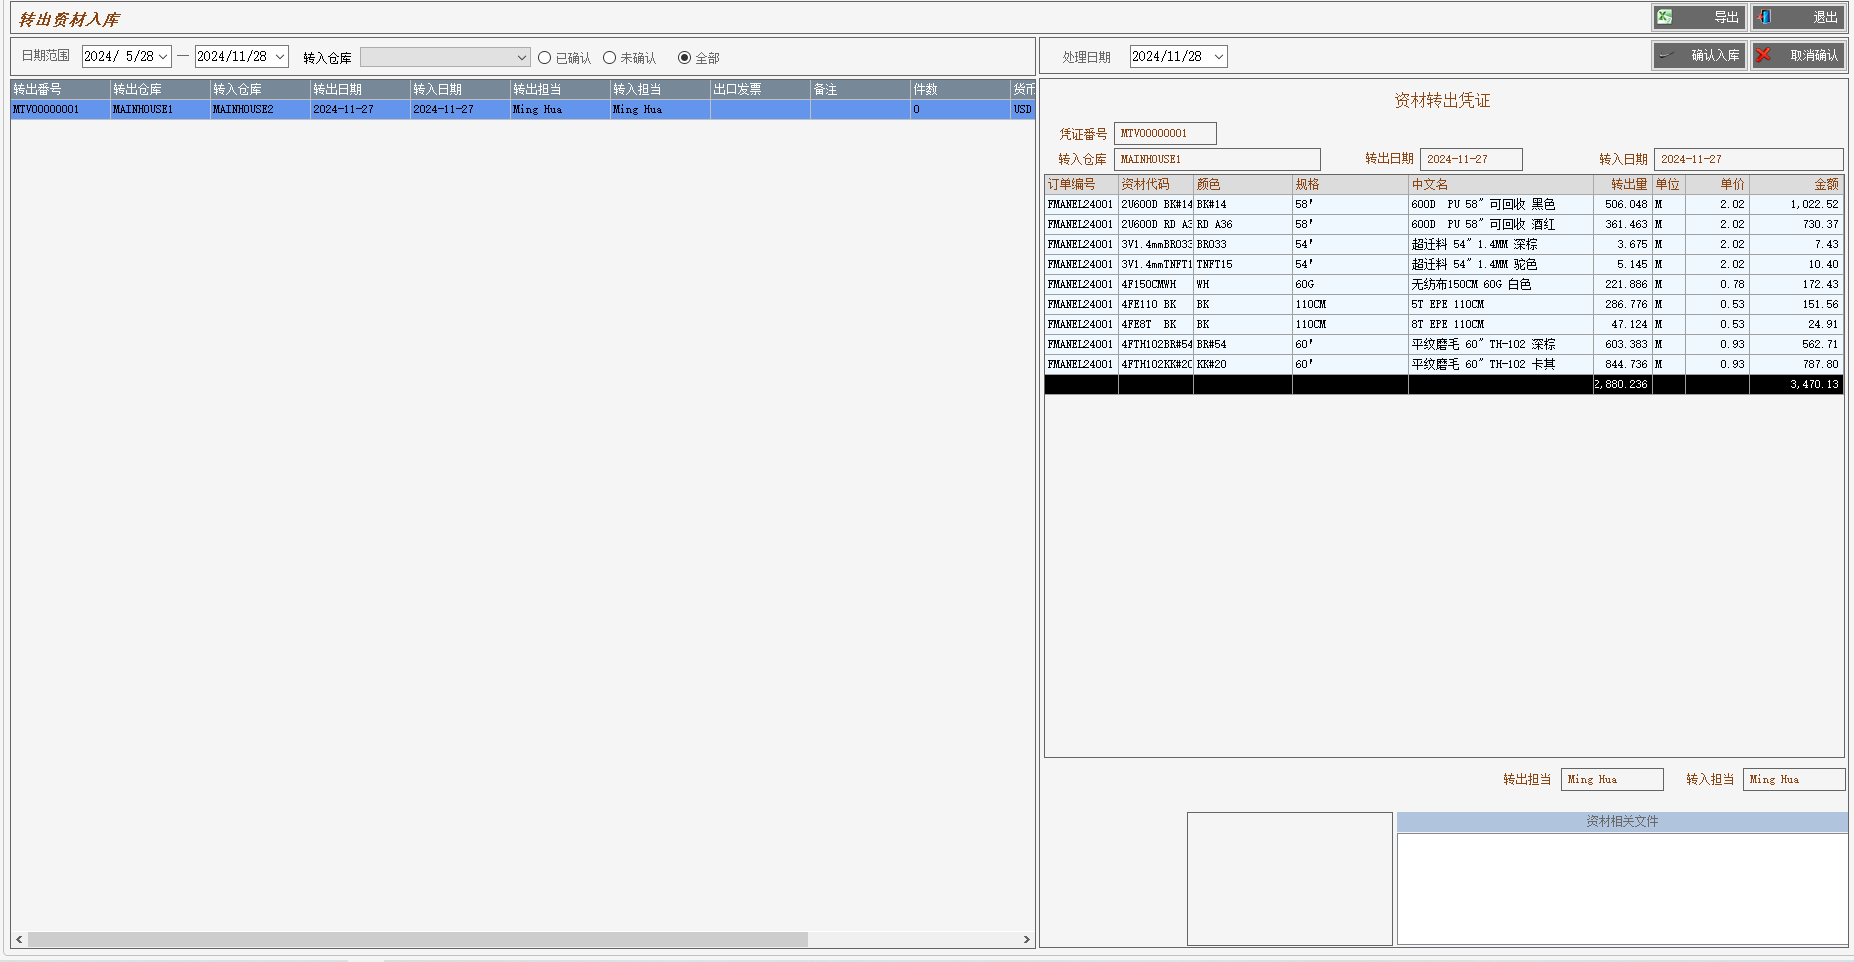 转出资材入库
导出 退出
日期范围 2024/ 5/28 — 2024/11/28 转入仓库 已确认 未确认 全部
处理日期 2024/11/28 确认入库 取消确认
转出番号 转出仓库 转入仓库 转出日期 转入日期 转出担当 转入担当 出口发票 备注 件数 货币
MTV00000001 MAINHOUSE1 MAINHOUSE2 2024-11-27 2024-11-27 Ming Hua Ming Hua 0 USD
资材转出凭证
凭证番号 MTV00000001
转入仓库 MAINHOUSE1 转出日期 2024-11-27 转入日期 2024-11-27
订单编号 资材代码 颜色 规格 中文名 转出量 单位 单价 金额
FMANEL24001 2U600D BK#14 BK#14 58' 600D PU 58" 可回收 黑色 506.048 M 2.02 1,022.52
FMANEL24001 2U600D RD A3 RD A36 58' 600D PU 58" 可回收 酒红 361.463 M 2.02 730.37
FMANEL24001 3V1.4mmBR033 BR033 54' 超迁料 54" 1.4MM 深棕 3.675 M 2.02 7.43
FMANEL24001 3V1.4mmTNFT1 TNFT15 54' 超迁料 54" 1.4MM 驼色 5.145 M 2.02 10.40
FMANEL24001 4F150CMWH WH 60G 无纺布150CM 60G 白色 221.886 M 0.78 172.43
FMANEL24001 4FE110 BK BK 110CM 5T EPE 110CM 286.776 M 0.53 151.56
FMANEL24001 4FE8T BK BK 110CM 8T EPE 110CM 47.124 M 0.53 24.91
FMANEL24001 4FTH102BR#54 BR#54 60' 平纹磨毛 60" TH-102 深棕 603.383 M 0.93 562.71
FMANEL24001 4FTH102KK#20 KK#20 60' 平纹磨毛 60" TH-102 卡其 844.736 M 0.93 787.80
2,880.236 3,470.13
转出担当 Ming Hua 转入担当 Ming Hua
资材相关文件